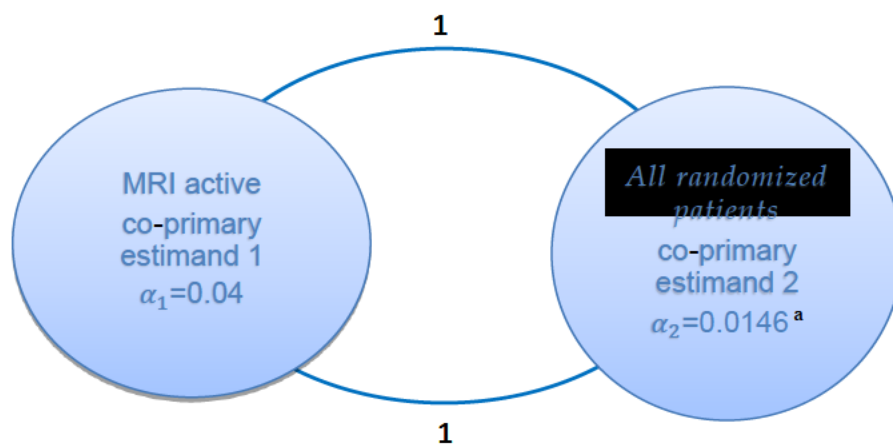 1
MRI active
co-primary
estimand 1
α₁=0.04
All randomized
patients
co-primary
estimand 2
α₂=0.0146 ᵃ
1